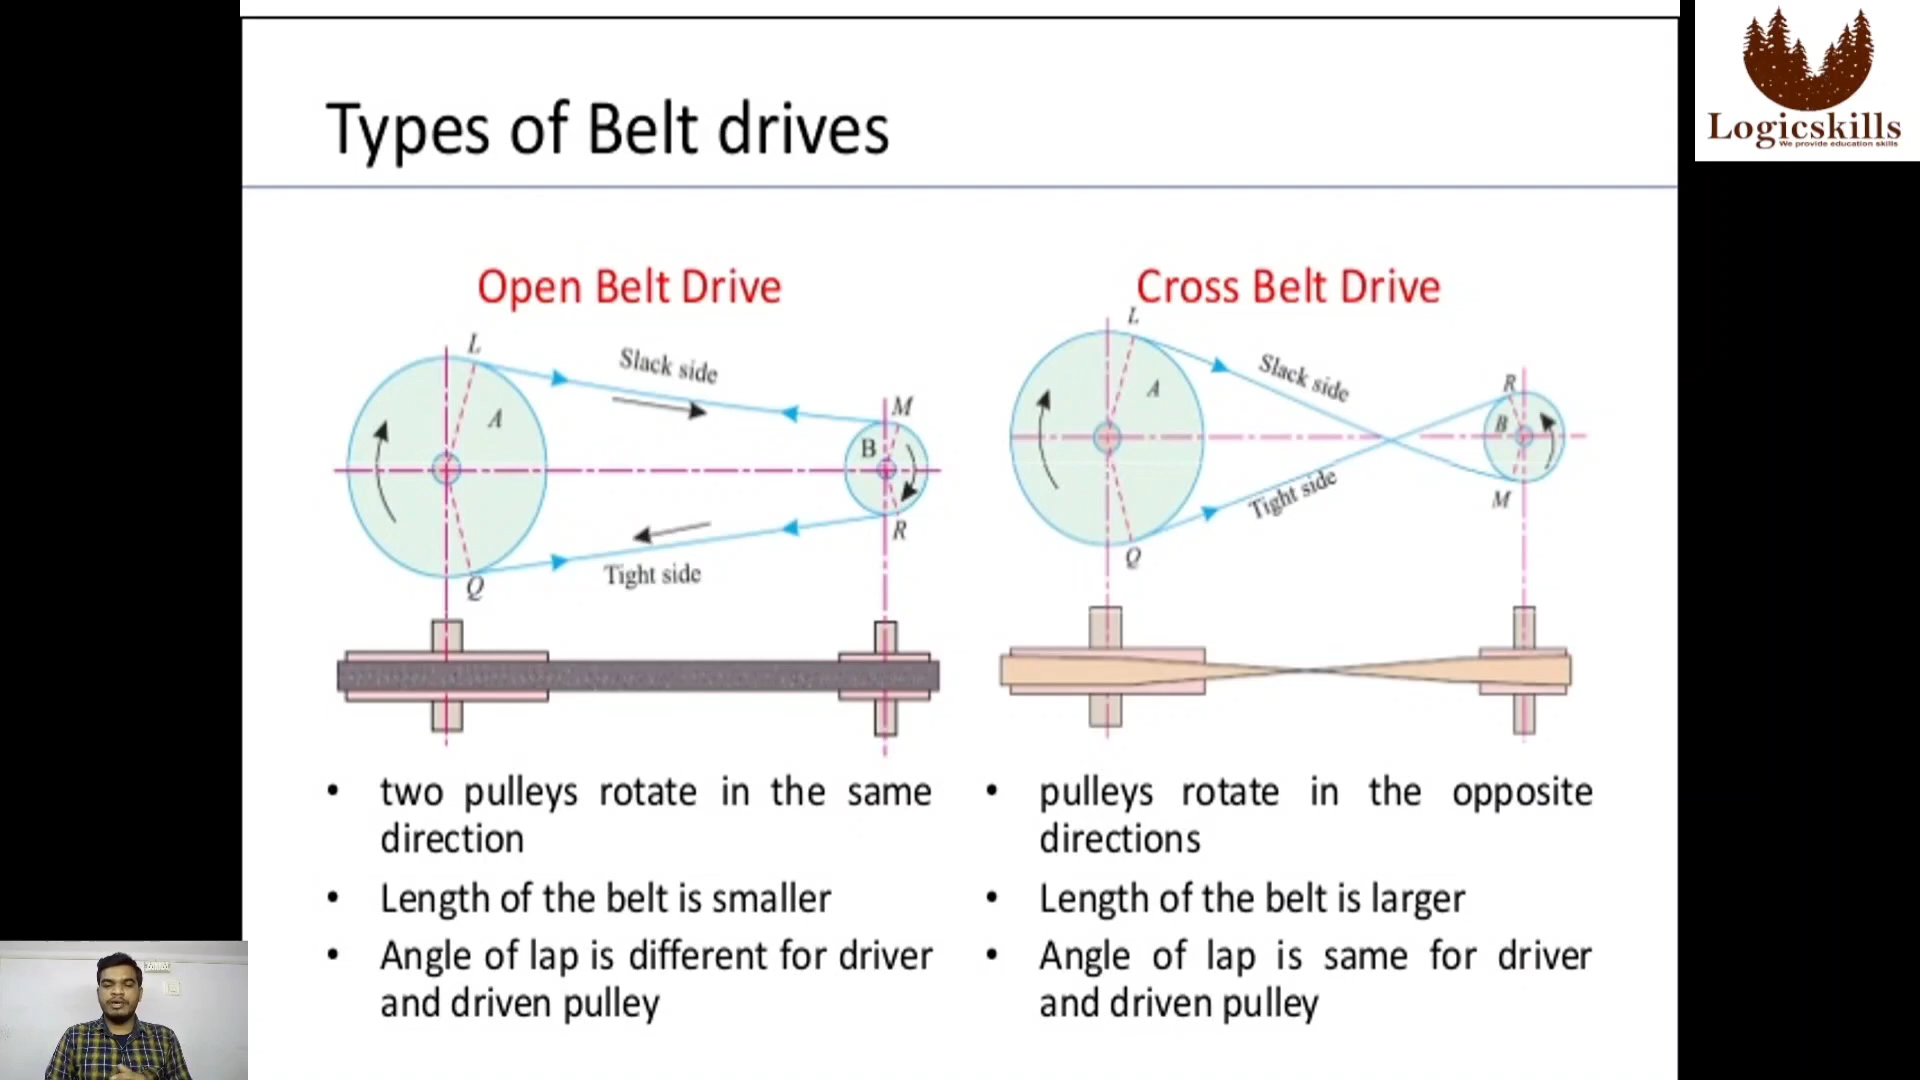 Types of Belt drives
Logicskills
We provide education skills
Open Belt Drive
L
Slack side
A
M
B
R
Tight side
Q
• two pulleys rotate in the same
direction
• Length of the belt is smaller
• Angle of lap is different for driver
and driven pulley
Cross Belt Drive
L
Slack side
A
R
B
Tight side
M
Q
• pulleys rotate in the opposite
directions
• Length of the belt is larger
• Angle of lap is same for driver
and driven pulley